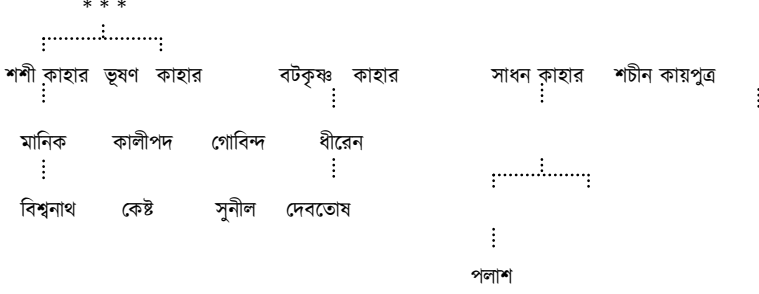 * * *
শশী কাহার ভূষণ কাহার বটকৃষ্ণ কাহার সাধন কাহার শচীন কায়পুত্র
মানিক কালীপদ গোবিন্দ ধীরেন
বিশ্বনাথ কেষ্ট সুনীল দেবতোষ
পলাশ